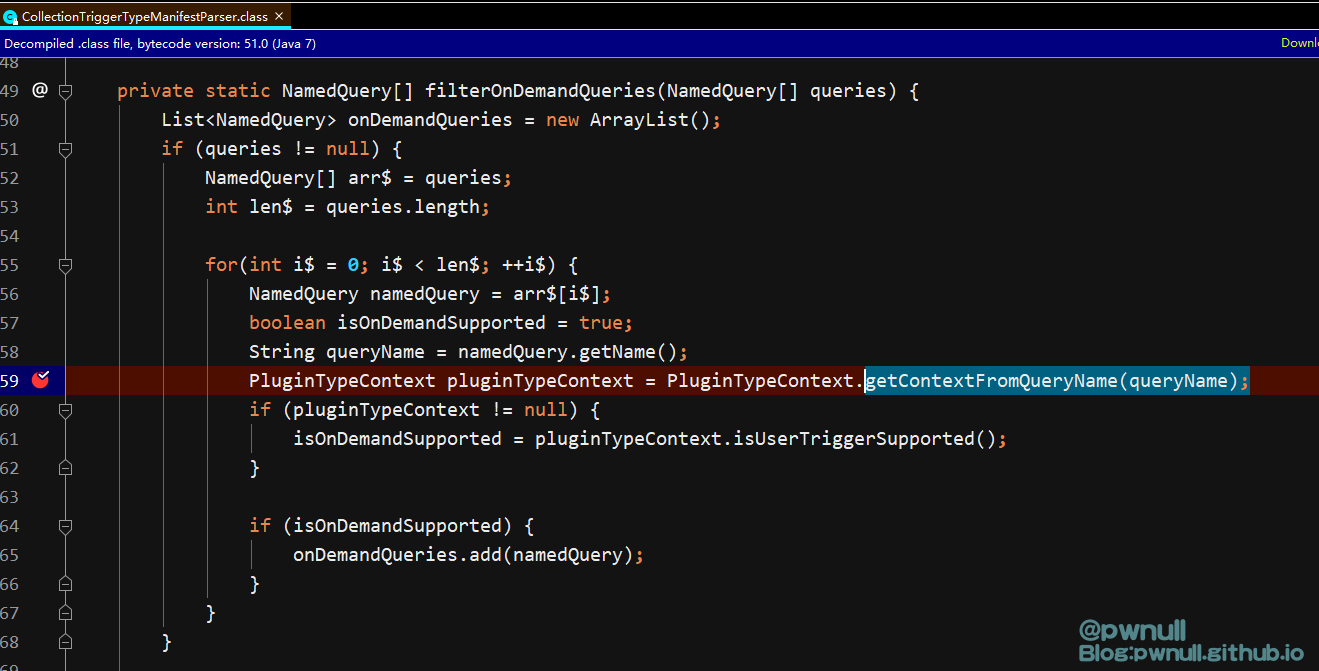 CollectionTriggerTypeManifestParser.class ×
Decompiled .class file, bytecode version: 51.0 (Java 7) Downl
48
49 @ private static NamedQuery[] filterOnDemandQueries(NamedQuery[] queries) {
50 List<NamedQuery> onDemandQueries = new ArrayList();
51 if (queries != null) {
52 NamedQuery[] arr$ = queries;
53 int len$ = queries.length;
54
55 for(int i$ = 0; i$ < len$; ++i$) {
56 NamedQuery namedQuery = arr$[i$];
57 boolean isOnDemandSupported = true;
58 String queryName = namedQuery.getName();
59 PluginTypeContext pluginTypeContext = PluginTypeContext.getContextFromQueryName(queryName);
60 if (pluginTypeContext != null) {
61 isOnDemandSupported = pluginTypeContext.isUserTriggerSupported();
62 }
63
64 if (isOnDemandSupported) {
65 onDemandQueries.add(namedQuery);
66 }
67 }
68 }
69
@pwnull
Blog:pwnull.github.io